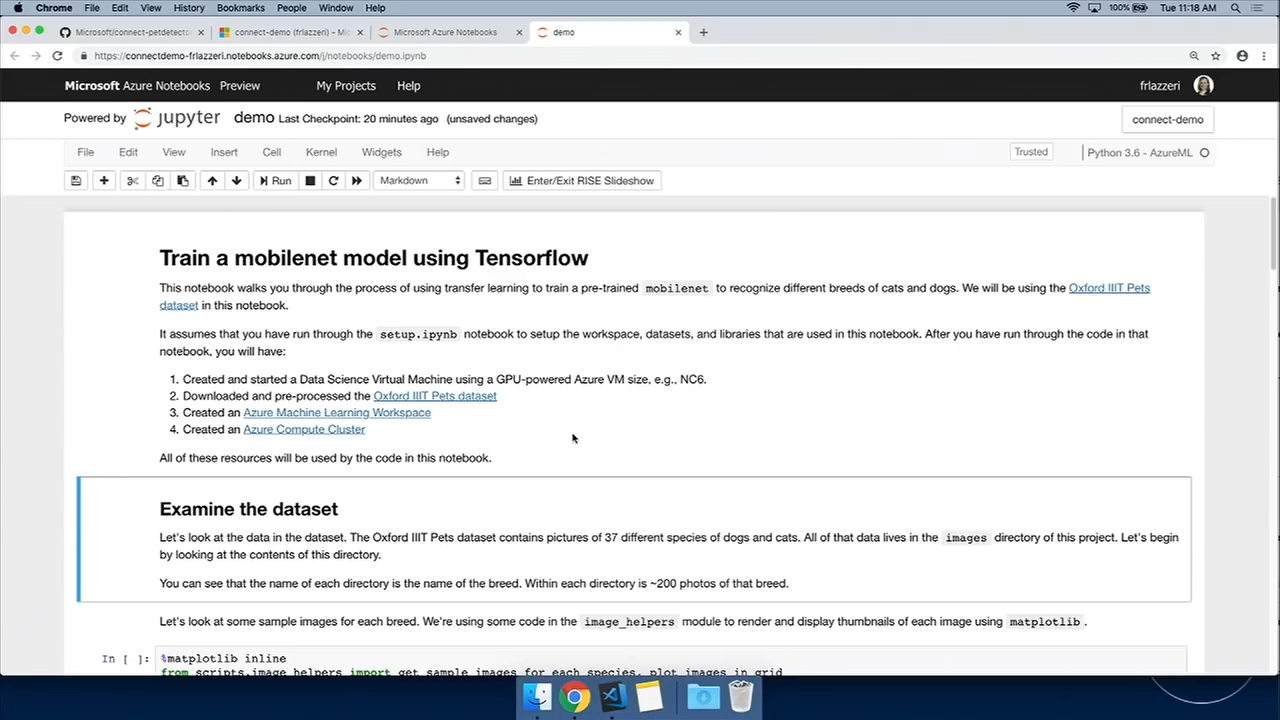 Chrome File Edit View History Bookmarks People Window Help 100% Tue 11:18 AM
Microsoft/connect-petdetector connect-demo (frlazzeri) - Mi Microsoft Azure Notebooks demo
https://connectdemo-frlazzeri.notebooks.azure.com/j/notebooks/demo.ipynb
Microsoft Azure Notebooks Preview My Projects Help frlazzeri
Powered by jupyter demo Last Checkpoint: 20 minutes ago (unsaved changes) connect-demo
File Edit View Insert Cell Kernel Widgets Help Trusted Python 3.6 - AzureML
Run Markdown Enter/Exit RISE Slideshow
Train a mobilenet model using Tensorflow
This notebook walks you through the process of using transfer learning to train a pre-trained mobilenet to recognize different breeds of cats and dogs. We will be using the Oxford IIIT Pets
dataset in this notebook.
It assumes that you have run through the setup.ipynb notebook to setup the workspace, datasets, and libraries that are used in this notebook. After you have run through the code in that
notebook, you will have:
1. Created and started a Data Science Virtual Machine using a GPU-powered Azure VM size, e.g., NC6.
2. Downloaded and pre-processed the Oxford IIIT Pets dataset
3. Created an Azure Machine Learning Workspace
4. Created an Azure Compute Cluster
All of these resources will be used by the code in this notebook.
Examine the dataset
Let's look at the data in the dataset. The Oxford IIIT Pets dataset contains pictures of 37 different species of dogs and cats. All of that data lives in the images directory of this project. Let's begin
by looking at the contents of this directory.
You can see that the name of each directory is the name of the breed. Within each directory is ~200 photos of that breed.
Let's look at some sample images for each breed. We're using some code in the image_helpers module to render and display thumbnails of each image using matplotlib.
In [ ]: %matplotlib inline
from scripts.image_helpers import get_sample_images_for_each_species, plot_images_in_grid